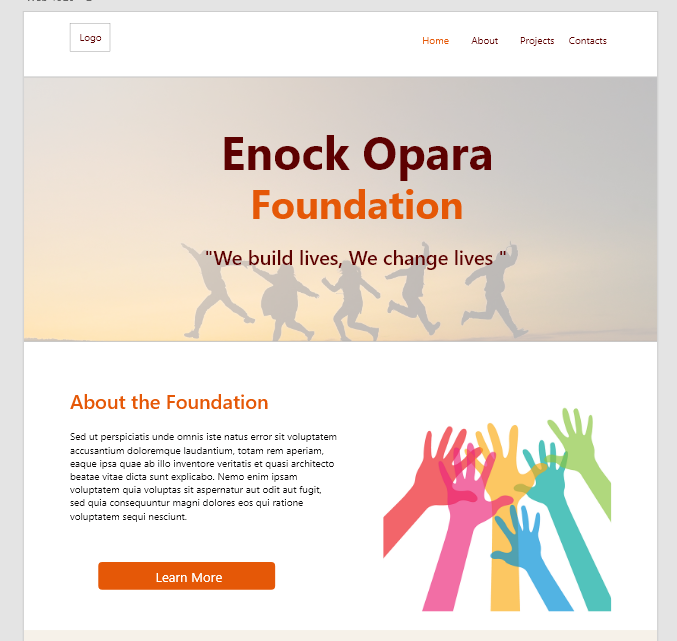 Logo
Home About Projects Contacts
Enock Opara
Foundation
"We build lives, We change lives "
About the Foundation
Sed ut perspiciatis unde omnis iste natus error sit voluptatem
accusantium doloremque laudantium, totam rem aperiam,
eaque ipsa quae ab illo inventore veritatis et quasi architecto
beatae vitae dicta sunt explicabo. Nemo enim ipsam
voluptatem quia voluptas sit aspernatur aut odit aut fugit,
sed quia consequuntur magni dolores eos qui ratione
voluptatem sequi nesciunt.
Learn More